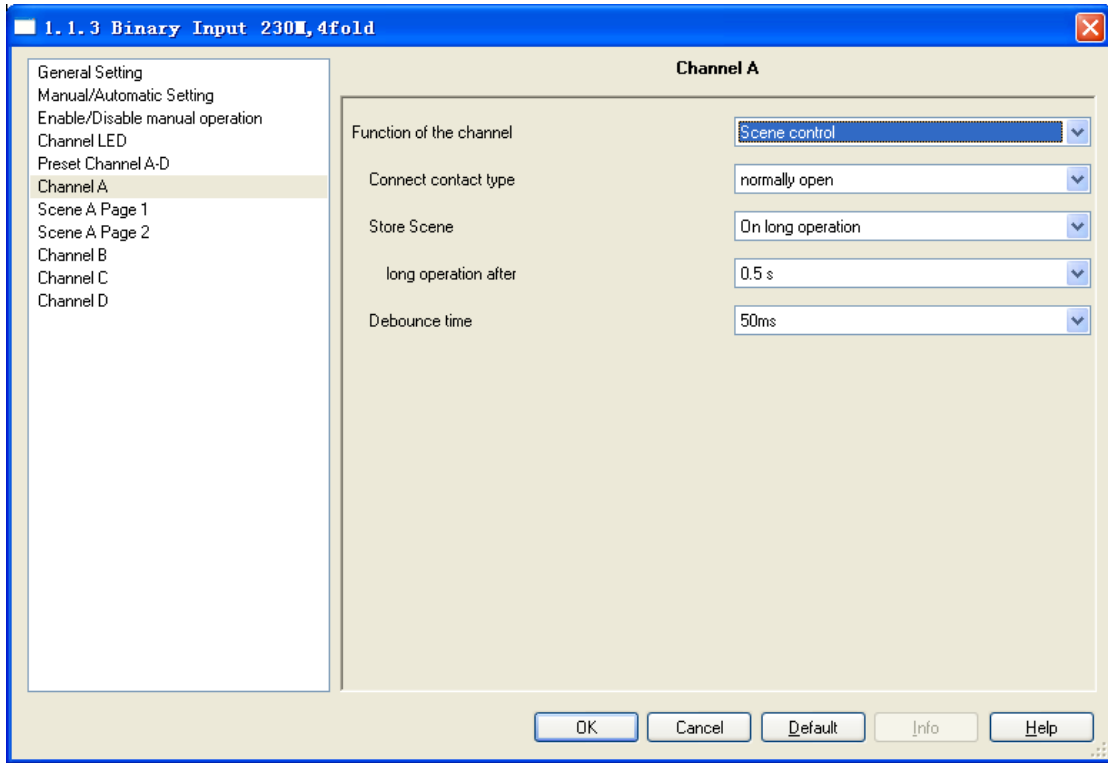 1.1.3 Binary Input 230M,4fold
General Setting
Manual/Automatic Setting
Enable/Disable manual operation
Channel LED
Preset Channel A-D
Channel A
Scene A Page 1
Scene A Page 2
Channel B
Channel C
Channel D
Channel A
Function of the channel Scene control
Connect contact type normally open
Store Scene On long operation
long operation after 0.5 s
Debounce time 50ms
OK Cancel Default Info Help